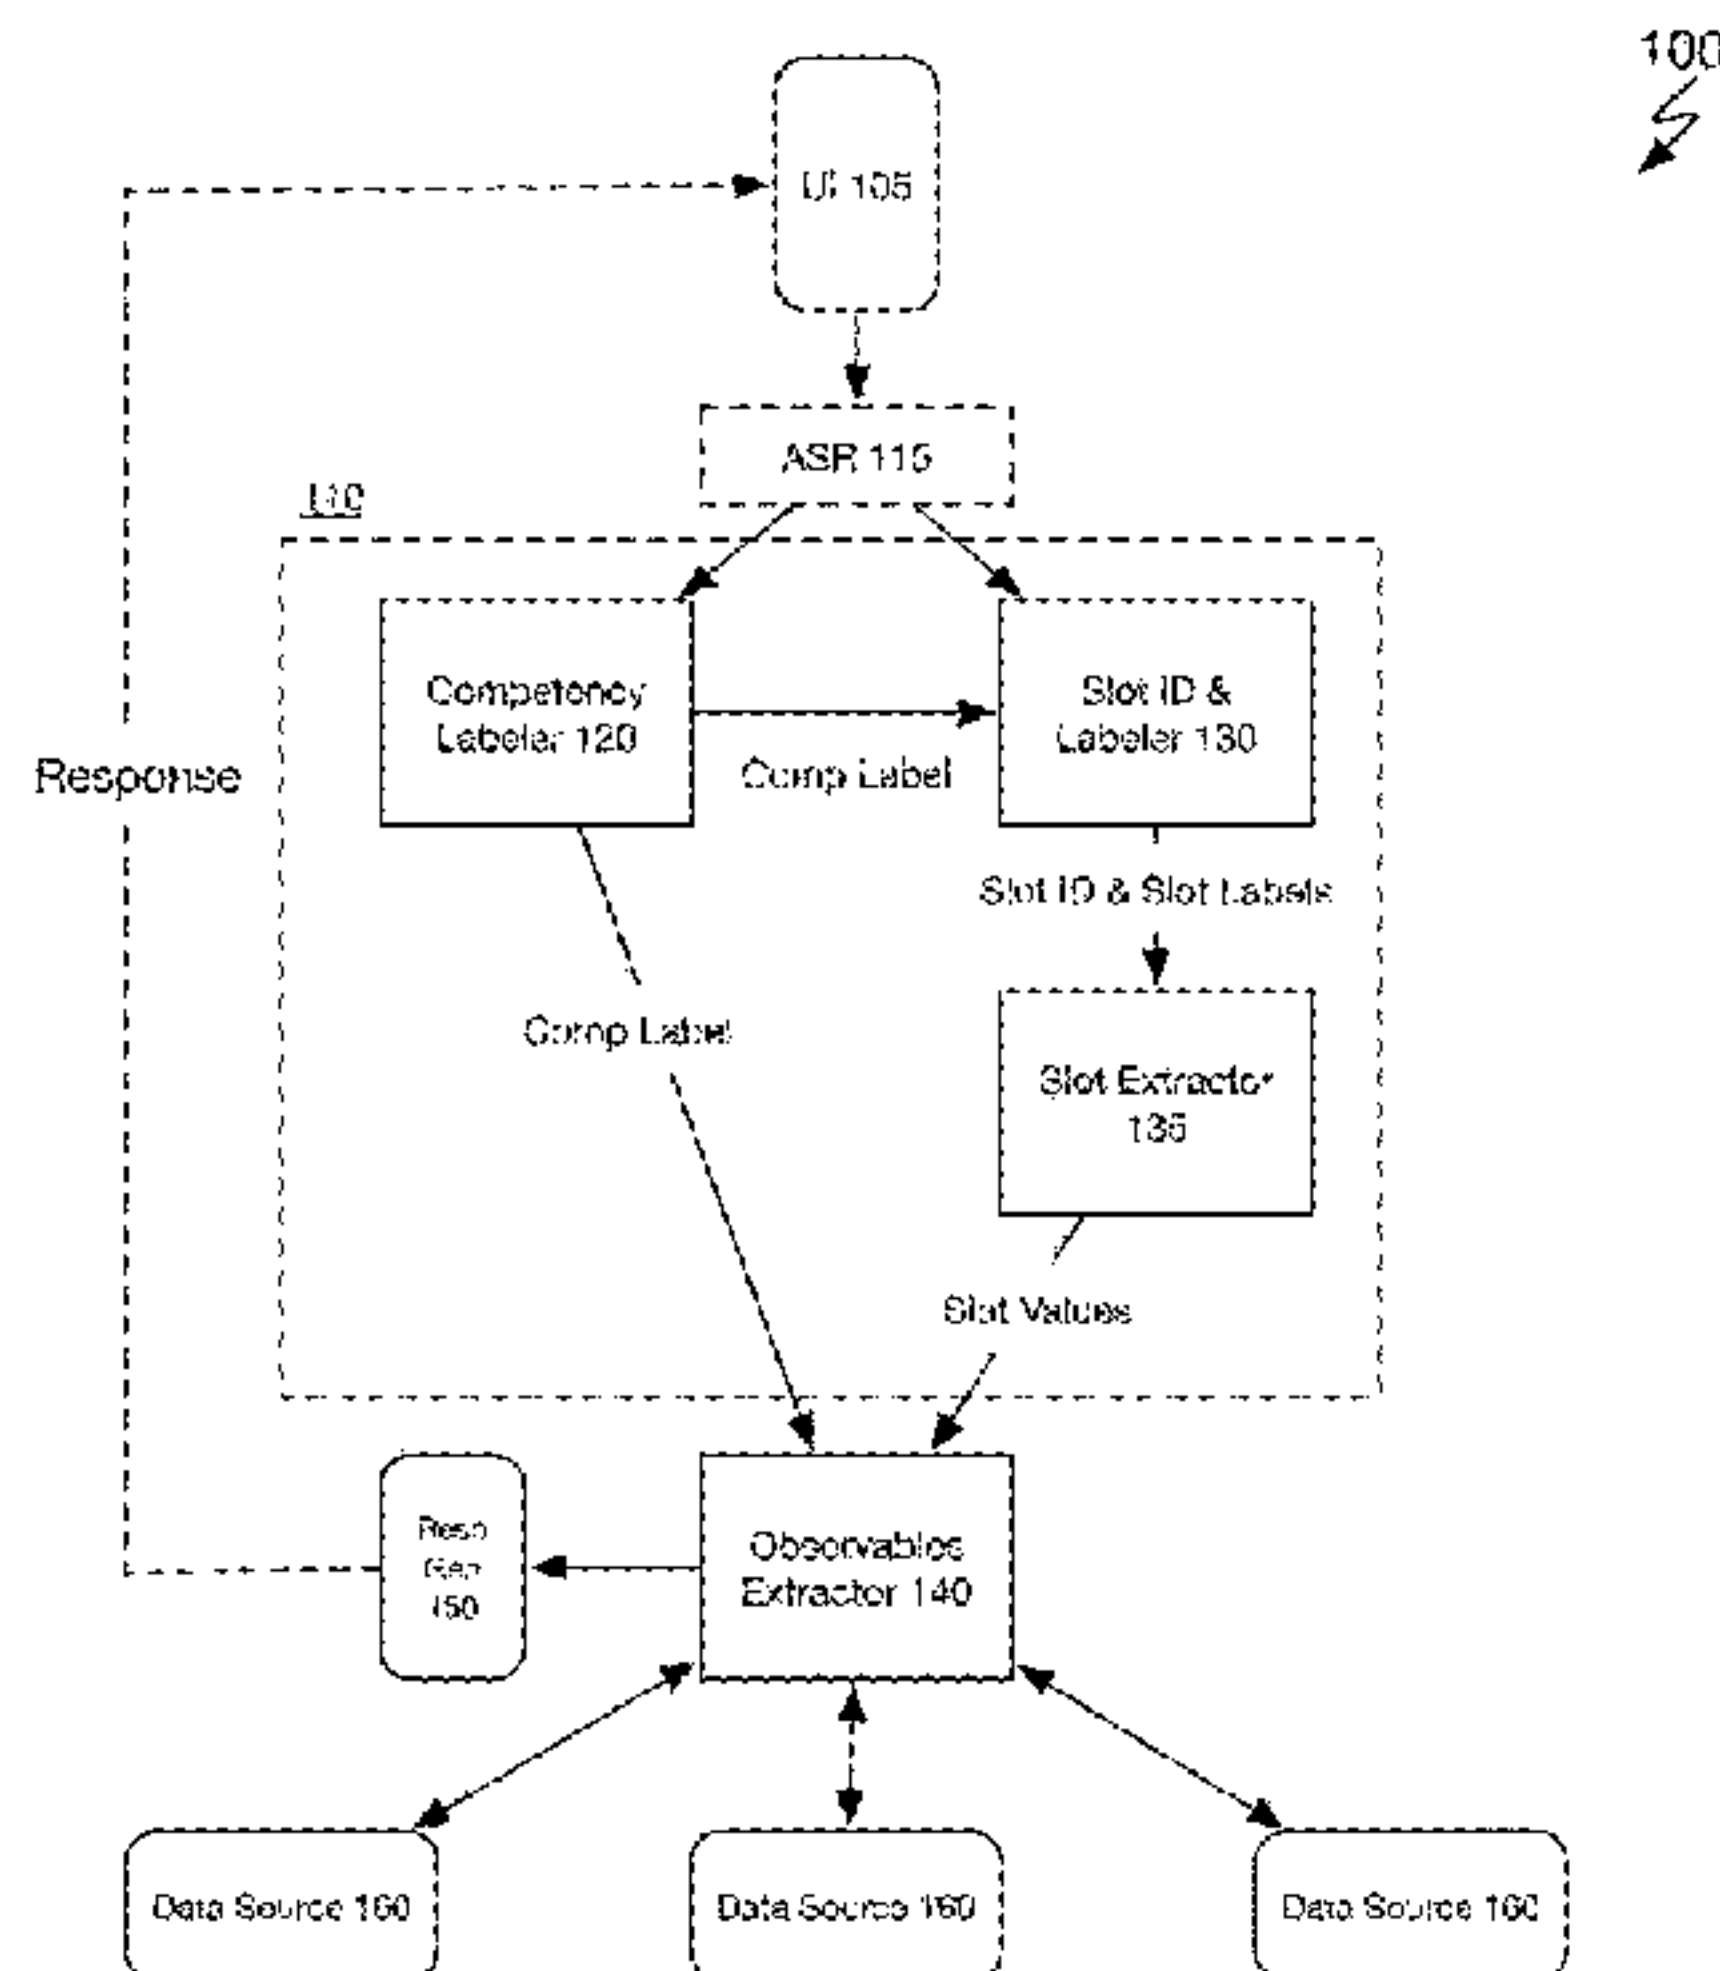 100
UI 105
ASR 115
110
Competency
Labeler 120
Slot ID &
Labeler 130
Comp Label
Response
Slot ID & Slot Labels
Comp Label
Slot Extractor
135
Slot Values
Resp
Gen
150
Observables
Extractor 140
Data Source 160
Data Source 160
Data Source 160